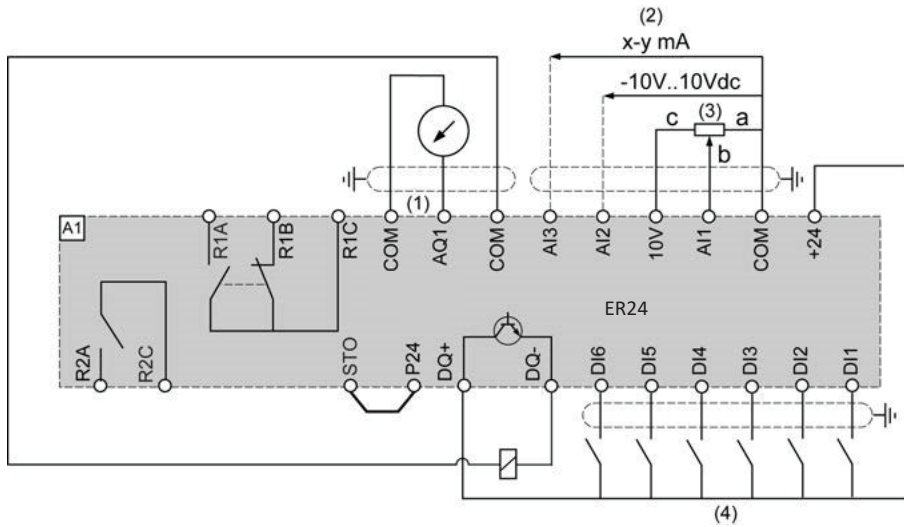 (2)
x-y mA
-10V..10Vdc
(3)
c
a
b
(1)
A1
R1A
R1B
R1C
COM
AQ1
COM
AI3
AI2
10V
AI1
COM
+24
ER24
R2A
R2C
STO
P24
DQ+
DQ-
DI6
DI5
DI4
DI3
DI2
DI1
(4)